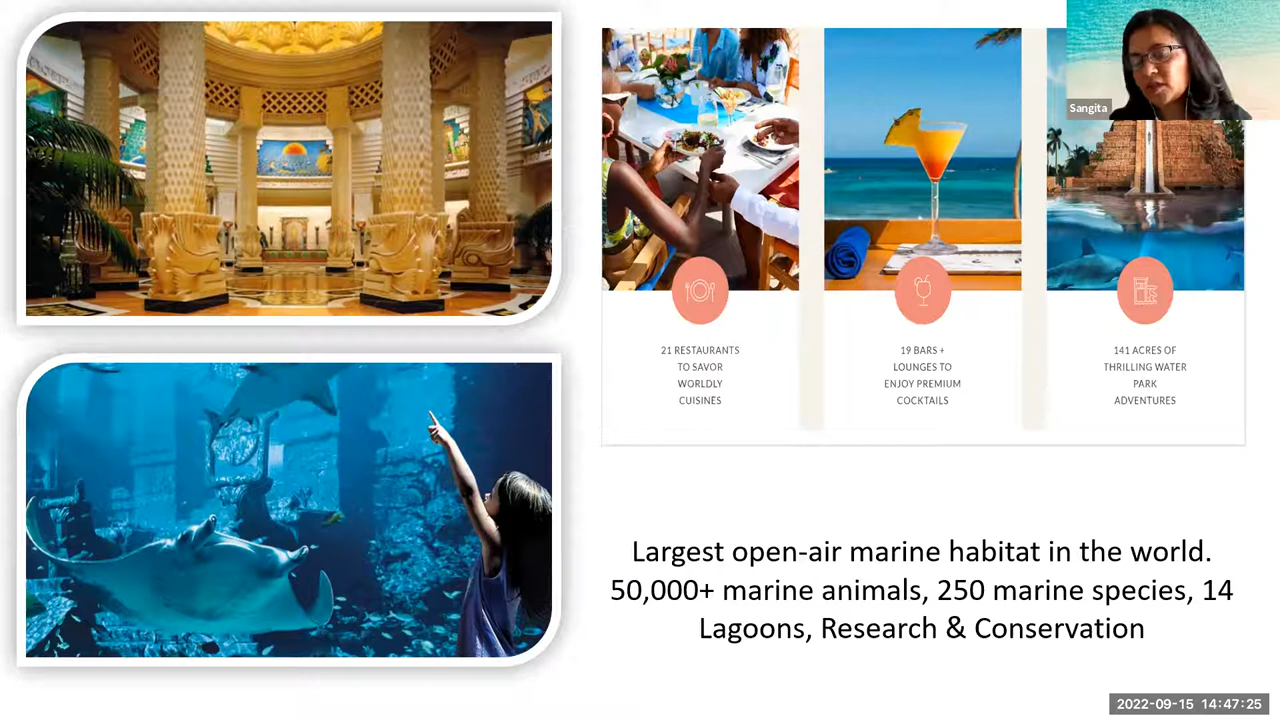 Sangita
21 RESTAURANTS
TO SAVOR
WORLDLY
CUISINES
19 BARS +
LOUNGES TO
ENJOY PREMIUM
COCKTAILS
141 ACRES OF
THRILLING WATER
PARK
ADVENTURES
Largest open-air marine habitat in the world.
50,000+ marine animals, 250 marine species, 14
Lagoons, Research & Conservation
2022-09-15 14:47:25